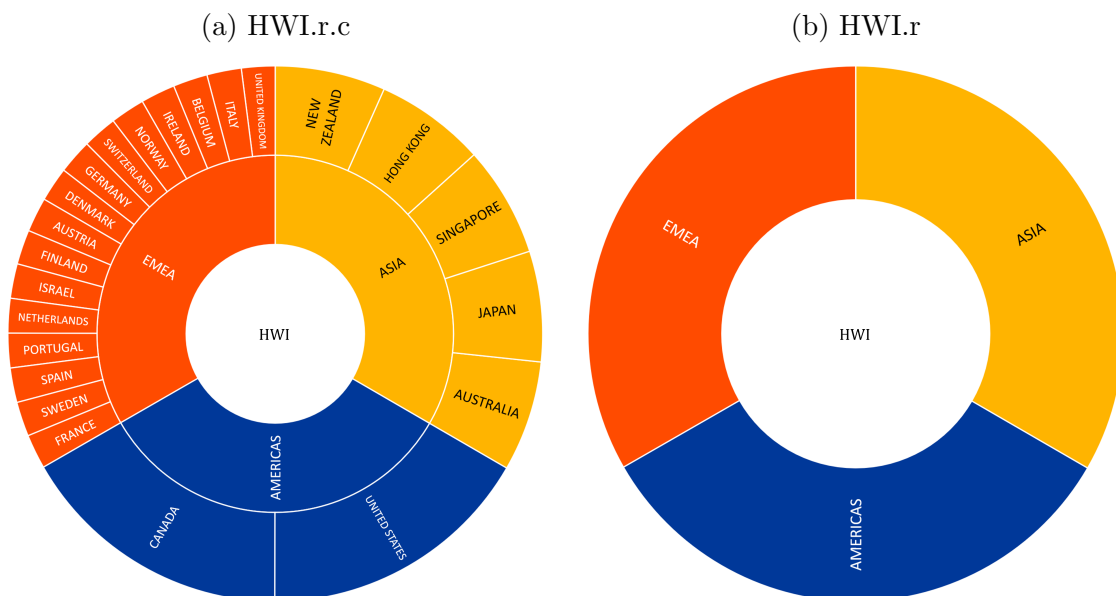 (a) HWI.r.c
UNITED KINGDOM
ITALY
BELGIUM
IRELAND
NORWAY
SWITZERLAND
GERMANY
DENMARK
AUSTRIA
FINLAND
ISRAEL
NETHERLANDS
PORTUGAL
SPAIN
SWEDEN
FRANCE
EMEA
NEW
ZEALAND
HONG KONG
SINGAPORE
JAPAN
AUSTRALIA
ASIA
HWI
AMERICAS
CANADA
UNITED STATES
(b) HWI.r
EMEA
ASIA
HWI
AMERICAS